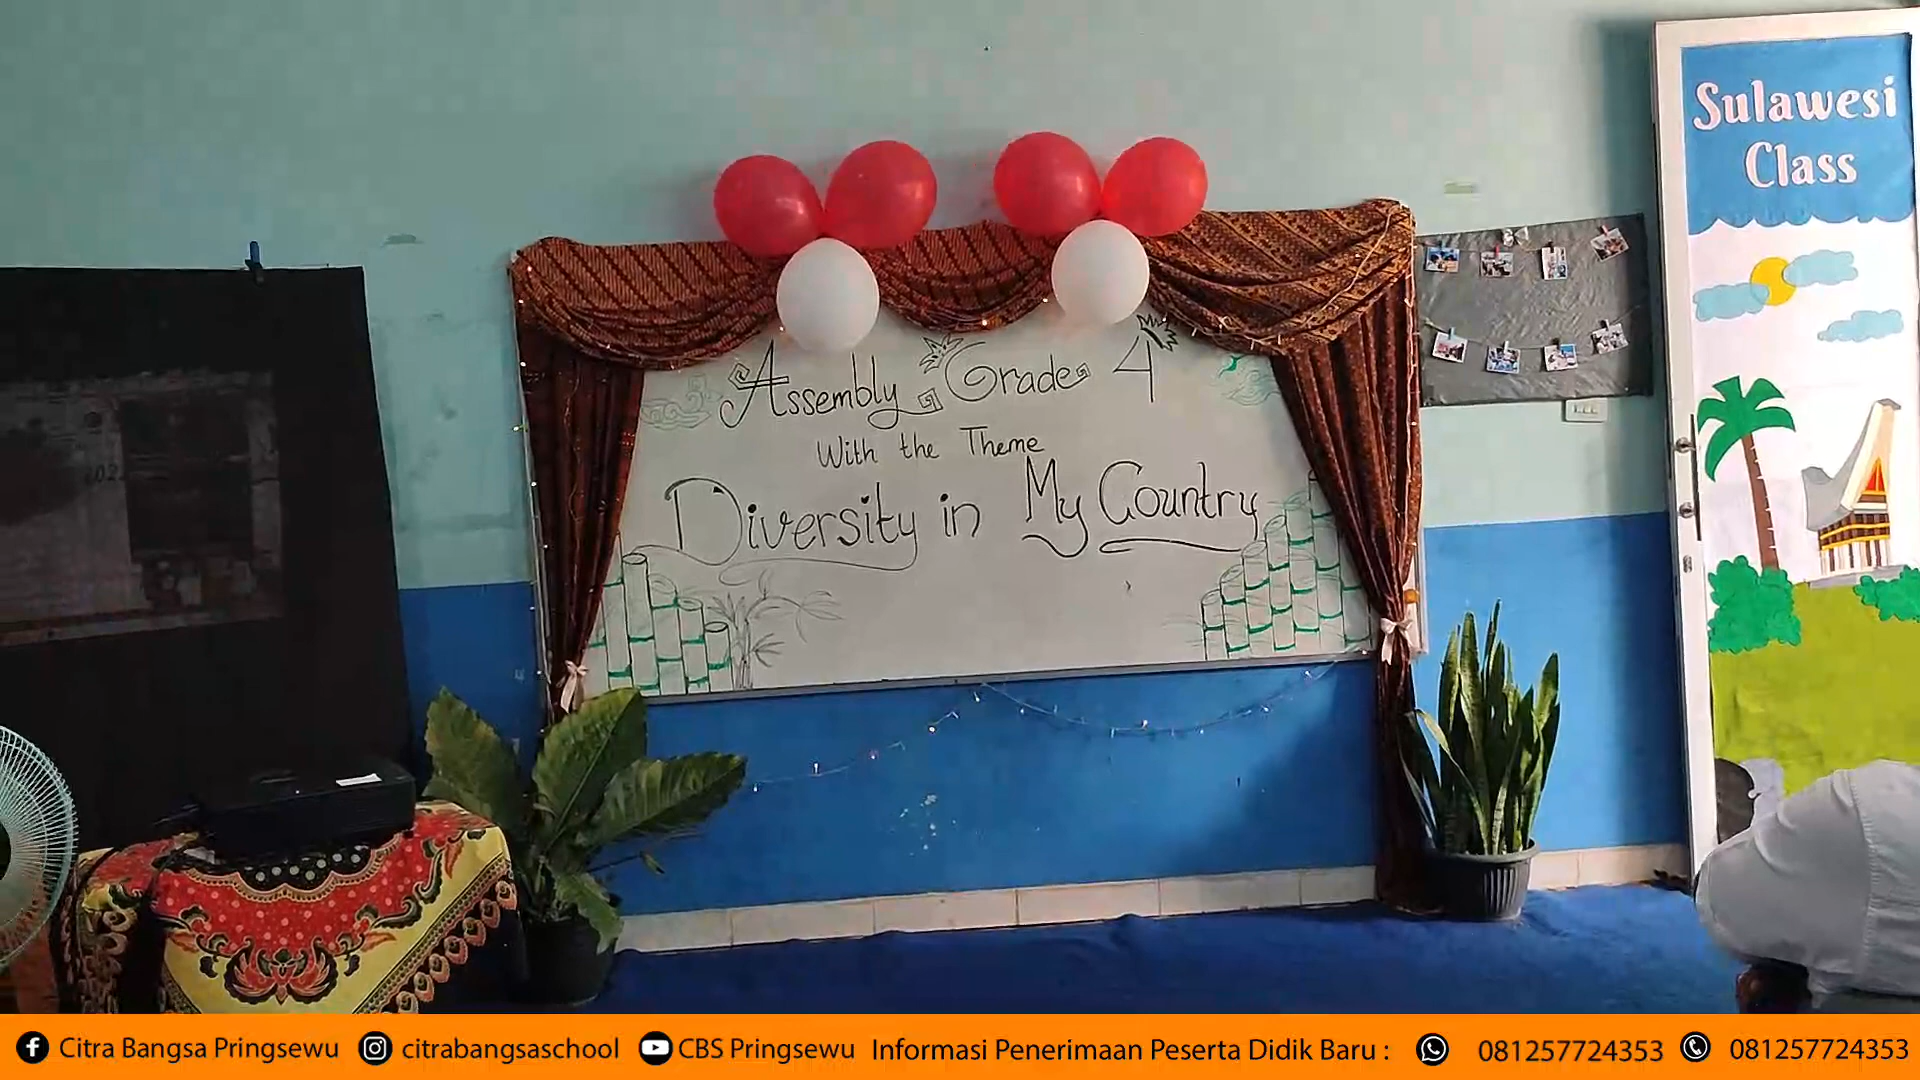 Sulawesi
Class
Assembly Grade 4
With the Theme
Diversity in My Country
Citra Bangsa Pringsewu citrabangsaschool CBS Pringsewu Informasi Penerimaan Peserta Didik Baru : 081257724353 081257724353